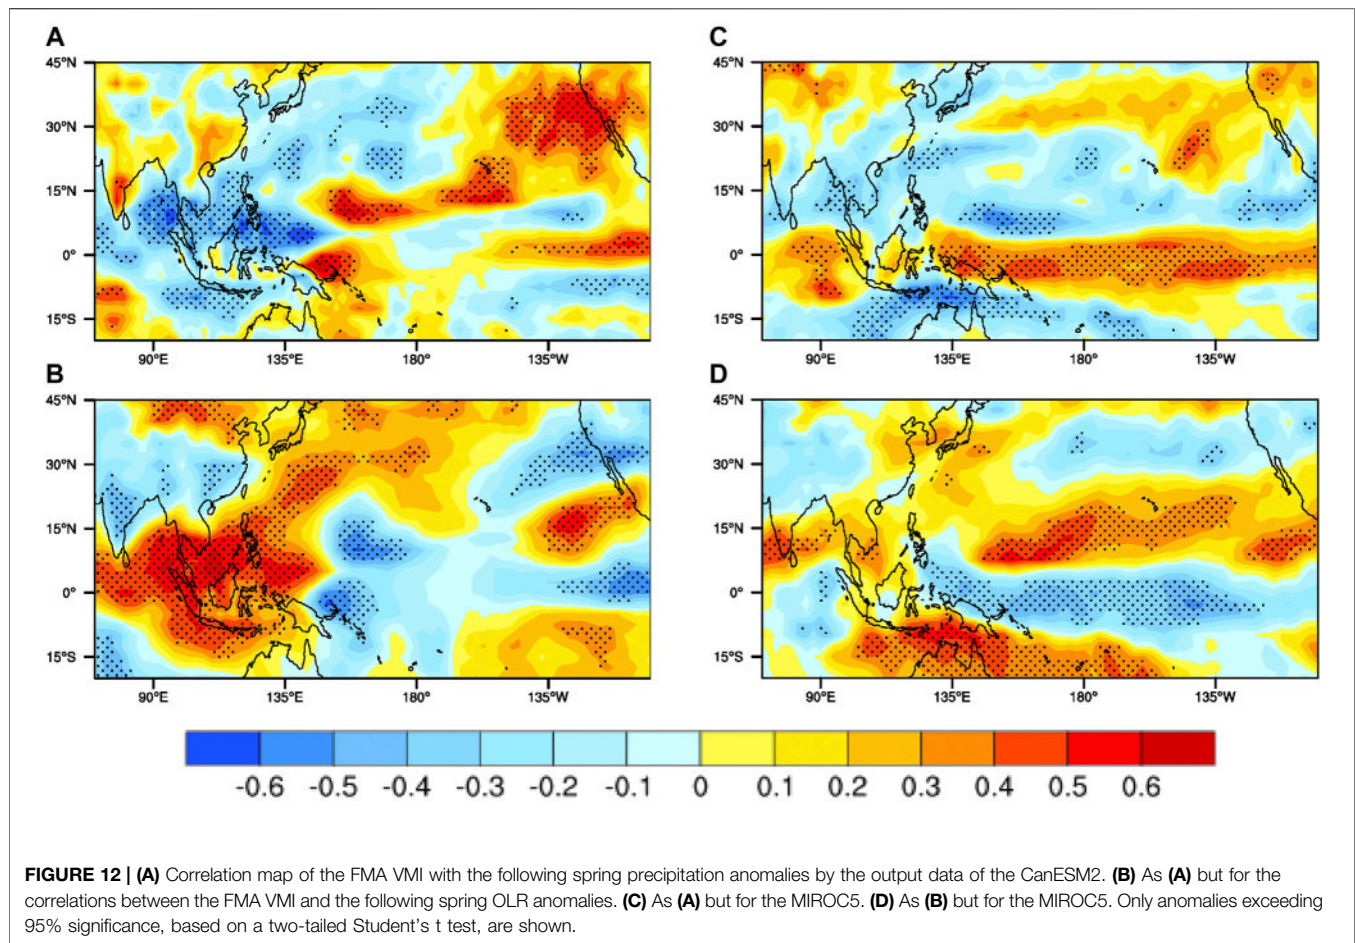 A
45°N
30°N
15°N
0°
15°S
90°E 135°E 180° 135°W
C
45°N
30°N
15°N
0°
15°S
90°E 135°E 180° 135°W
B
45°N
30°N
15°N
0°
15°S
90°E 135°E 180° 135°W
D
45°N
30°N
15°N
0°
15°S
90°E 135°E 180° 135°W
-0.6 -0.5 -0.4 -0.3 -0.2 -0.1 0 0.1 0.2 0.3 0.4 0.5 0.6
FIGURE 12 | (A) Correlation map of the FMA VMI with the following spring precipitation anomalies by the output data of the CanESM2. (B) As (A) but for the
correlations between the FMA VMI and the following spring OLR anomalies. (C) As (A) but for the MIROC5. (D) As (B) but for the MIROC5. Only anomalies exceeding
95% significance, based on a two-tailed Student's t test, are shown.